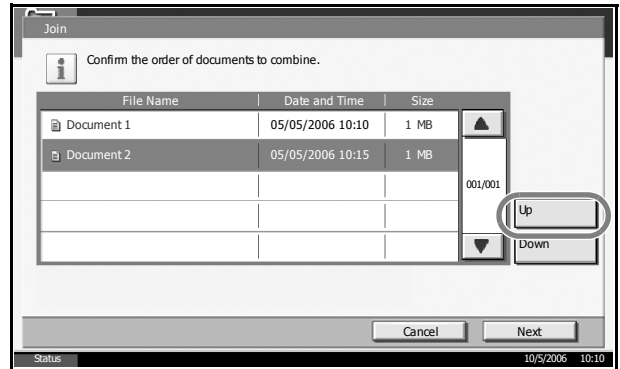 Join
Confirm the order of documents to combine.
File Name Date and Time Size
Document 1 05/05/2006 10:10 1 MB
Document 2 05/05/2006 10:15 1 MB
001/001
Up
Down
Cancel Next
Status 10/5/2006 10:10